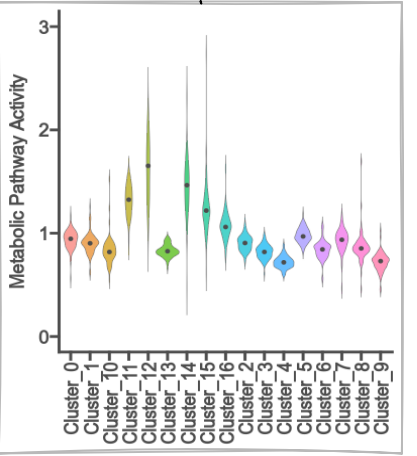 Metabolic Pathway Activity
3
2
1
0
Cluster_0
Cluster_1
Cluster_10
Cluster_11
Cluster_12
Cluster_13
Cluster_14
Cluster_15
Cluster_16
Cluster_2
Cluster_3
Cluster_4
Cluster_5
Cluster_6
Cluster_7
Cluster_8
Cluster_9